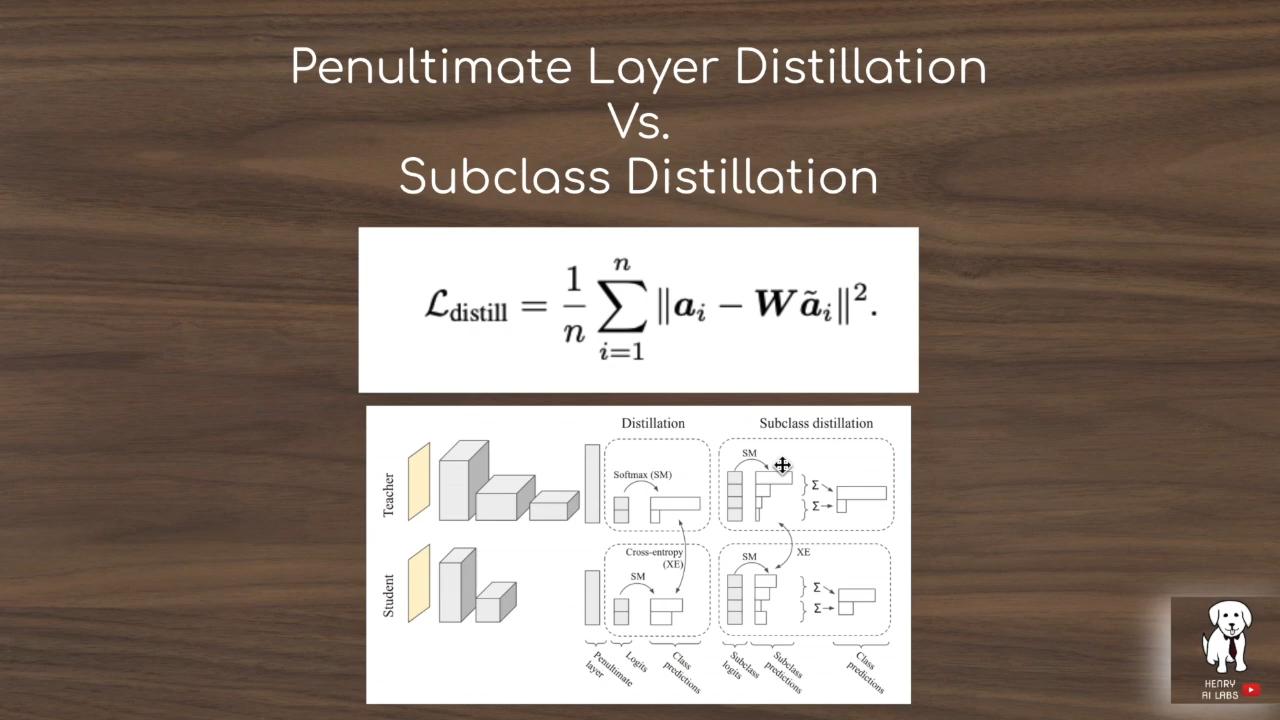 Penultimate Layer Distillation
Vs.
Subclass Distillation
ℒ_distill = 1/n ∑_{i=1}^{n} ‖a_i − Wã_i‖².
Distillation
Subclass distillation
Teacher
Softmax (SM)
SM
Σ
Σ
Cross-entropy
(XE)
XE
Student
SM
SM
Σ
Σ
Penultimate
layer
Logits
Class
predictions
Subclass
logits
Subclass
predictions
Class
predictions
HENRY
AI LABS